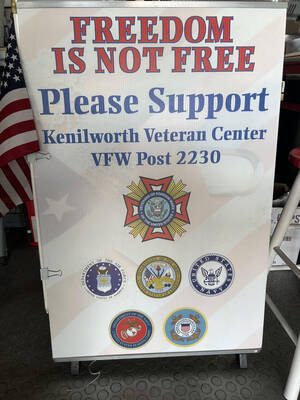 FREEDOM
IS NOT FREE
Please Support
Kenilworth Veteran Center
VFW Post 2230